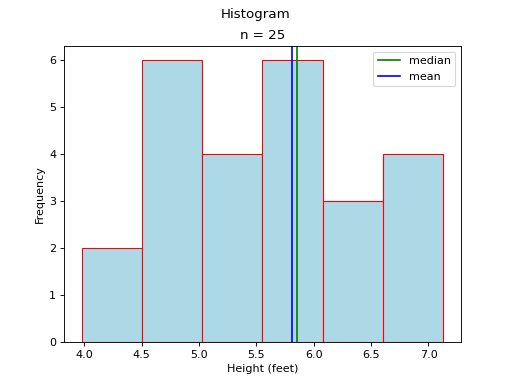 Histogram
n = 25
median
mean
Frequency
6
5
4
3
2
1
0
4.0 4.5 5.0 5.5 6.0 6.5 7.0
Height (feet)